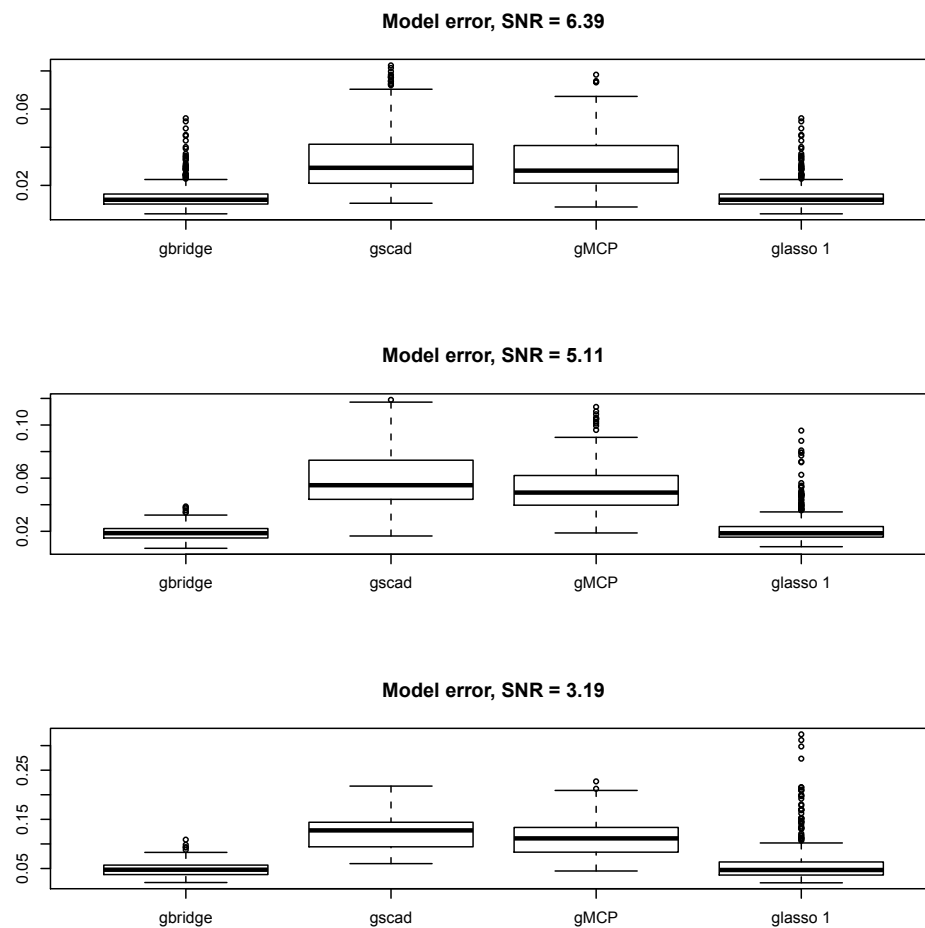 Model error, SNR = 6.39
0.06
0.02
gbridge gscad gMCP glasso 1
Model error, SNR = 5.11
0.10
0.06
0.02
gbridge gscad gMCP glasso 1
Model error, SNR = 3.19
0.25
0.15
0.05
gbridge gscad gMCP glasso 1